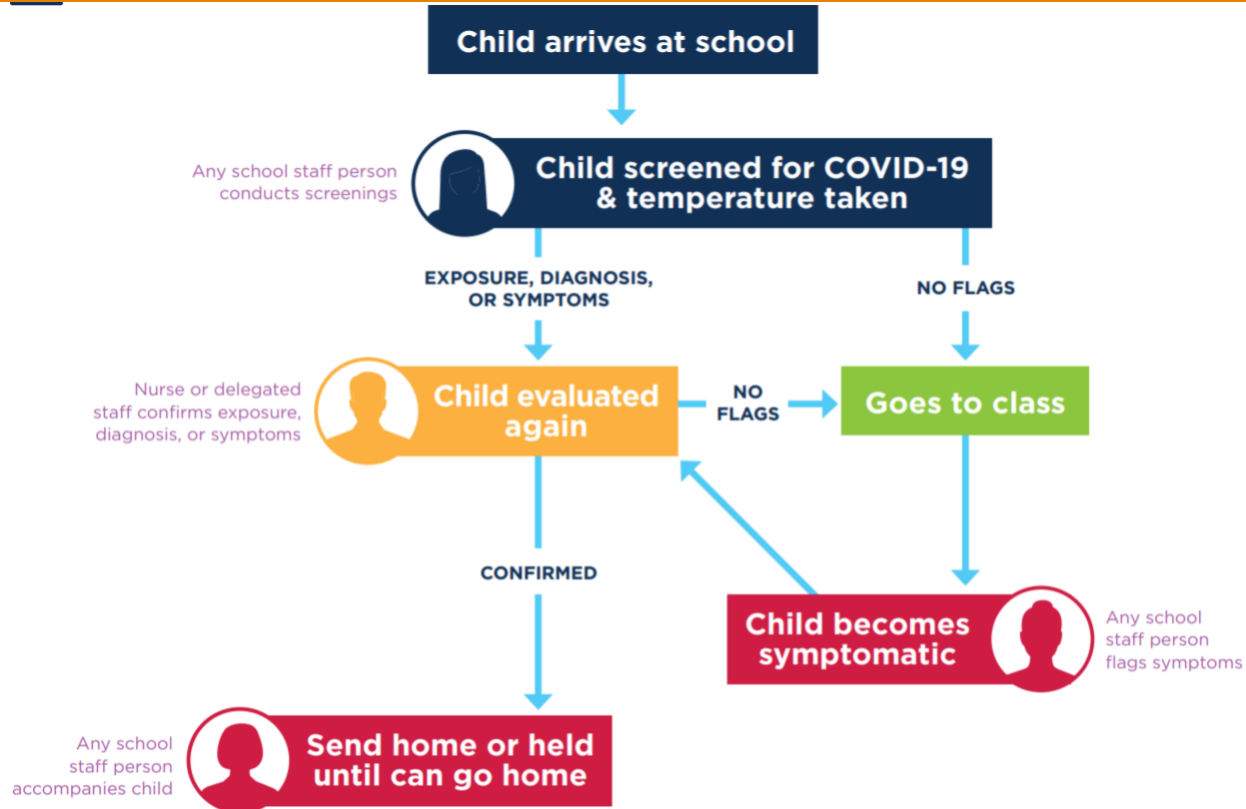 Child arrives at school
Any school staff person
conducts screenings
Child screened for COVID-19
& temperature taken
EXPOSURE, DIAGNOSIS,
OR SYMPTOMS
NO FLAGS
Nurse or delegated
staff confirms exposure,
diagnosis, or symptoms
Child evaluated
again
NO
FLAGS
Goes to class
CONFIRMED
Child becomes
symptomatic
Any school
staff person
flags symptoms
Any school
staff person
accompanies child
Send home or held
until can go home